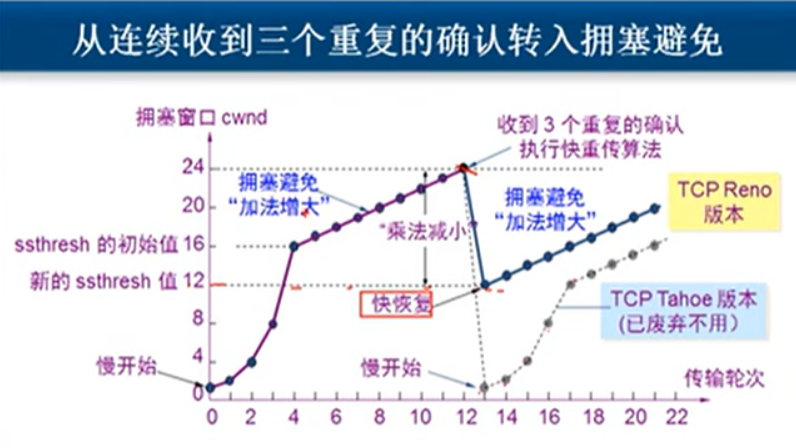 从连续收到三个重复的确认转入拥塞避免
拥塞窗口 cwnd
收到 3 个重复的确认
执行快重传算法
24
拥塞避免
“加法增大”
拥塞避免
“加法增大”
TCP Reno
版本
20
“乘法减小”
ssthresh 的初始值 16
新的 ssthresh 值 12
快恢复
TCP Tahoe 版本
(已废弃不用)
8
4
慢开始
慢开始
传输轮次
0
0 2 4 6 8 10 12 14 16 18 20 22